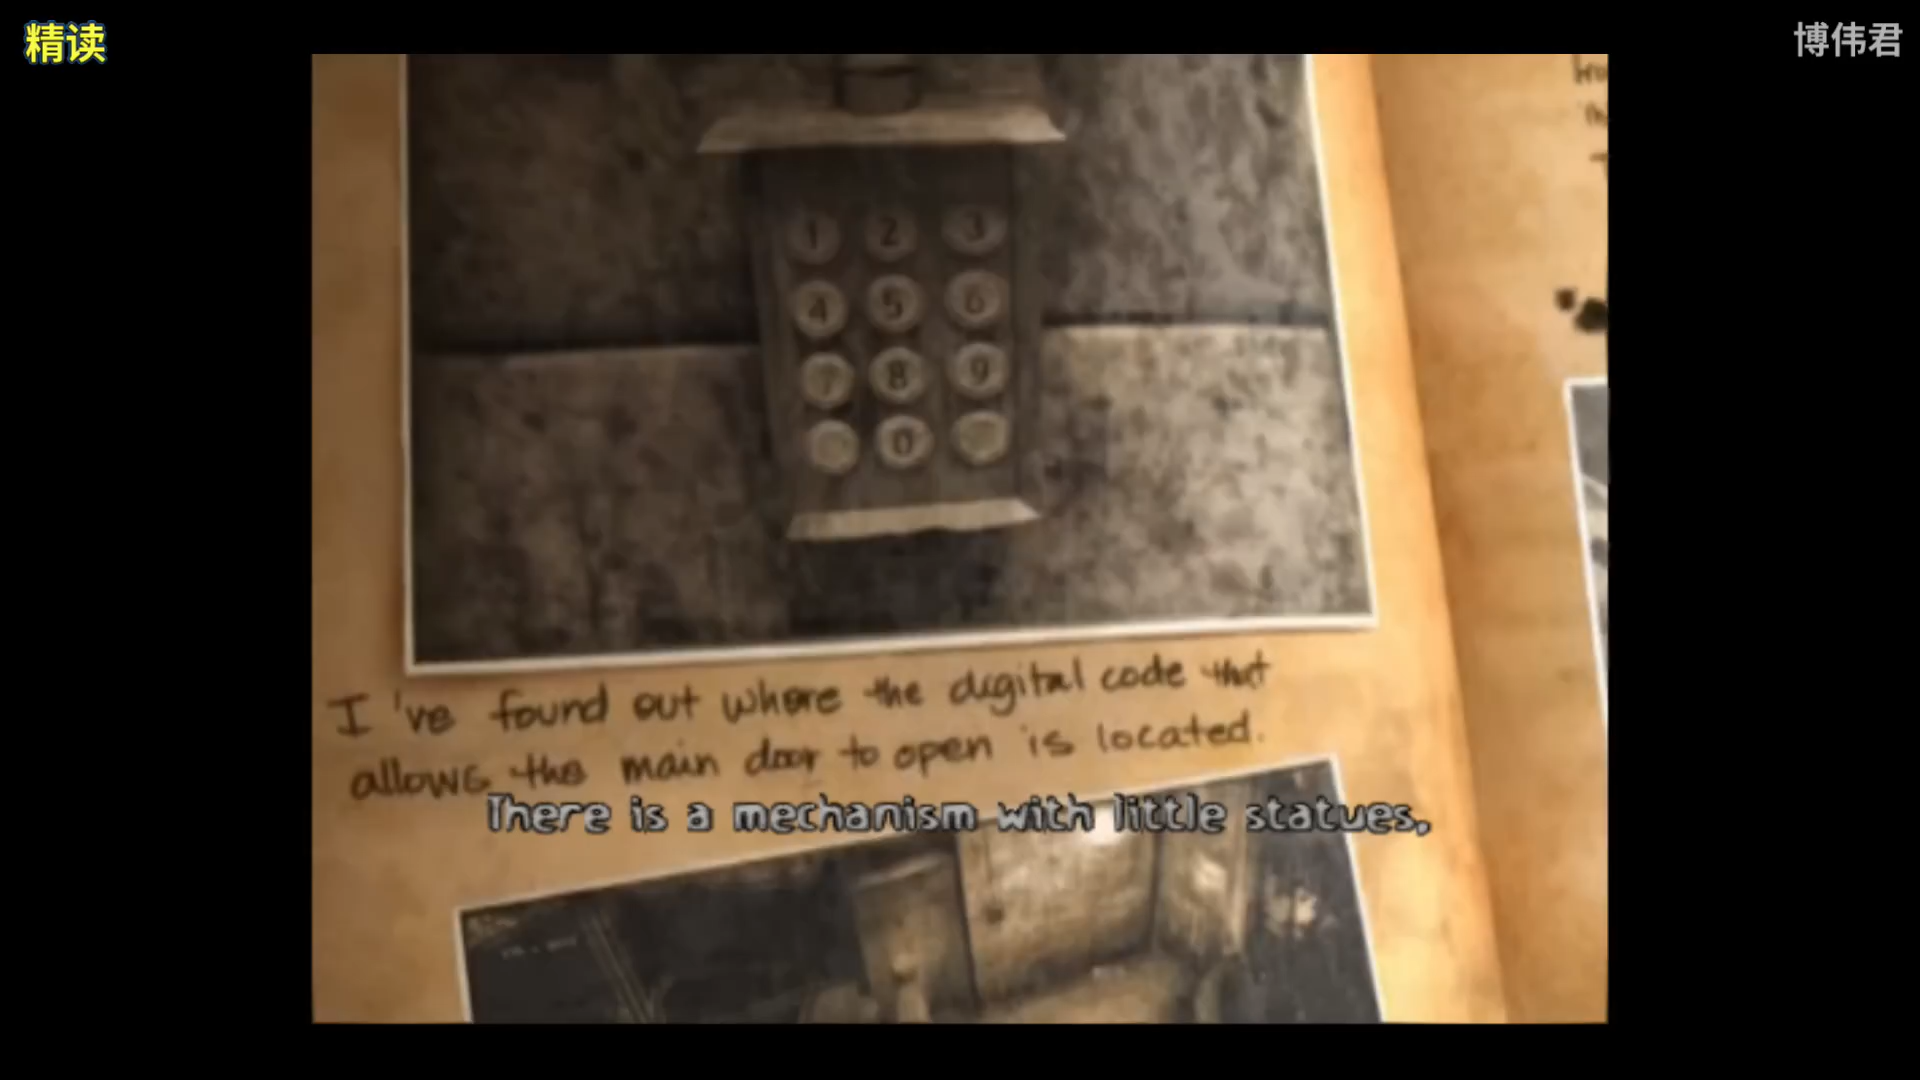 精读
博伟君
1 2 3
4 5 6
7 8 9
0
I've found out where the digital code that
allows the main door to open is located.
There is a mechanism with little statues,